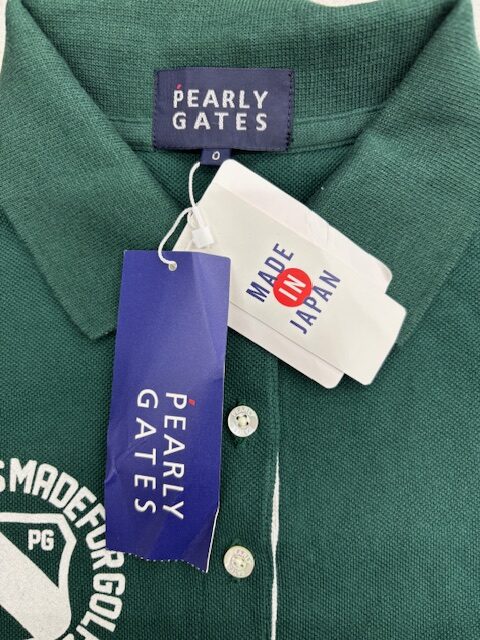 PEARLY
GATES
0
MADE
IN
JAPAN
PEARLY
GATES
MADE FOR GOL
PG